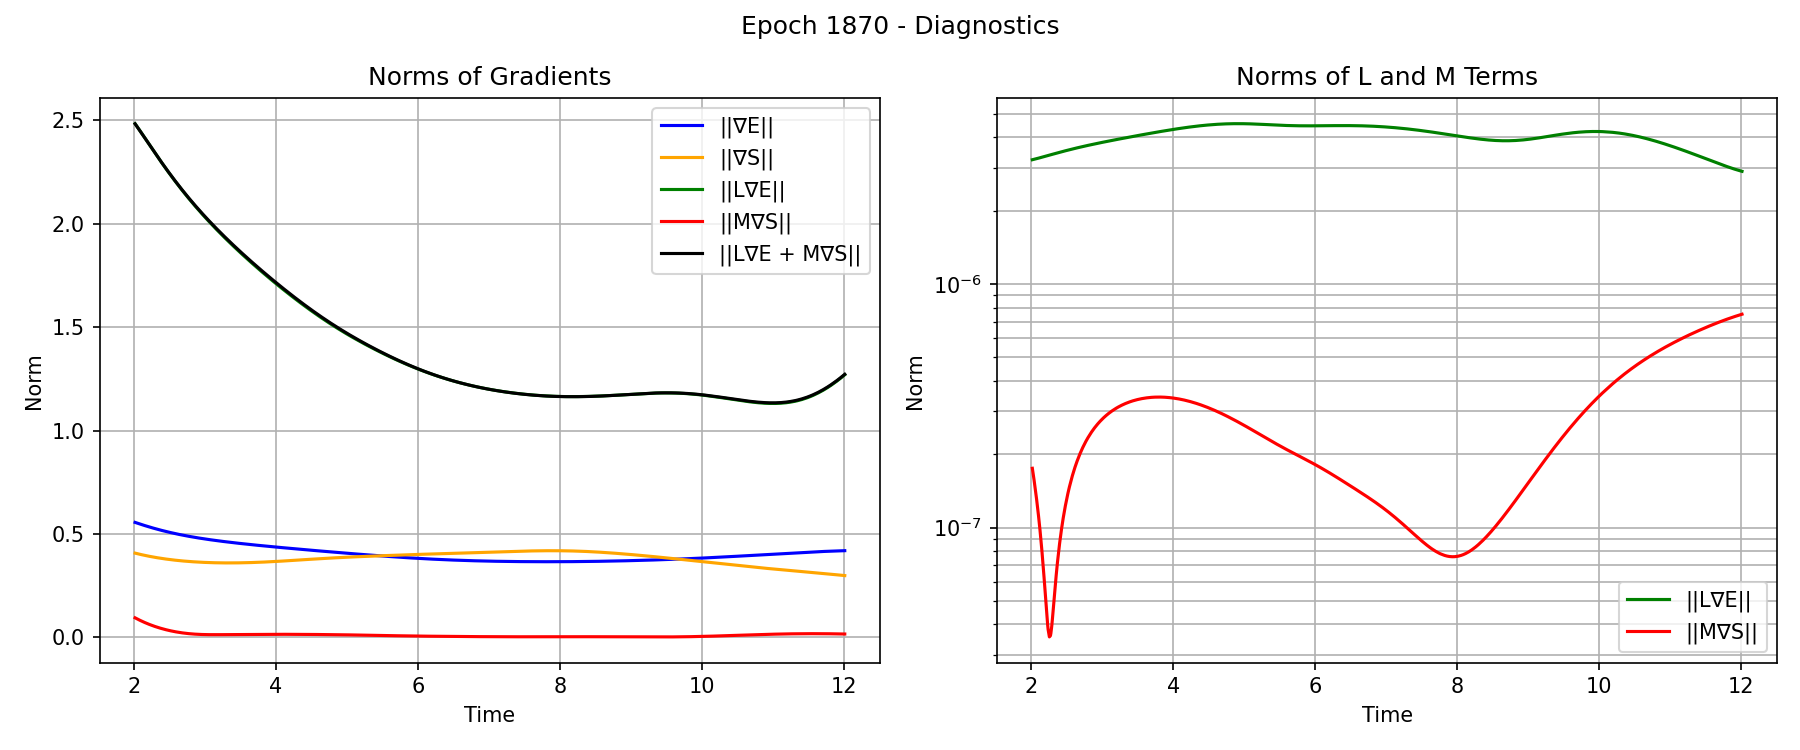 Epoch 1870 - Diagnostics
Norms of Gradients
2.5
2.0
1.5
1.0
0.5
0.0
Norm
2 4 6 8 10 12
Time
||∇E||
||∇S||
||L∇E||
||M∇S||
||L∇E + M∇S||
Norms of L and M Terms
10⁻⁶
10⁻⁷
Norm
2 4 6 8 10 12
Time
||L∇E||
||M∇S||